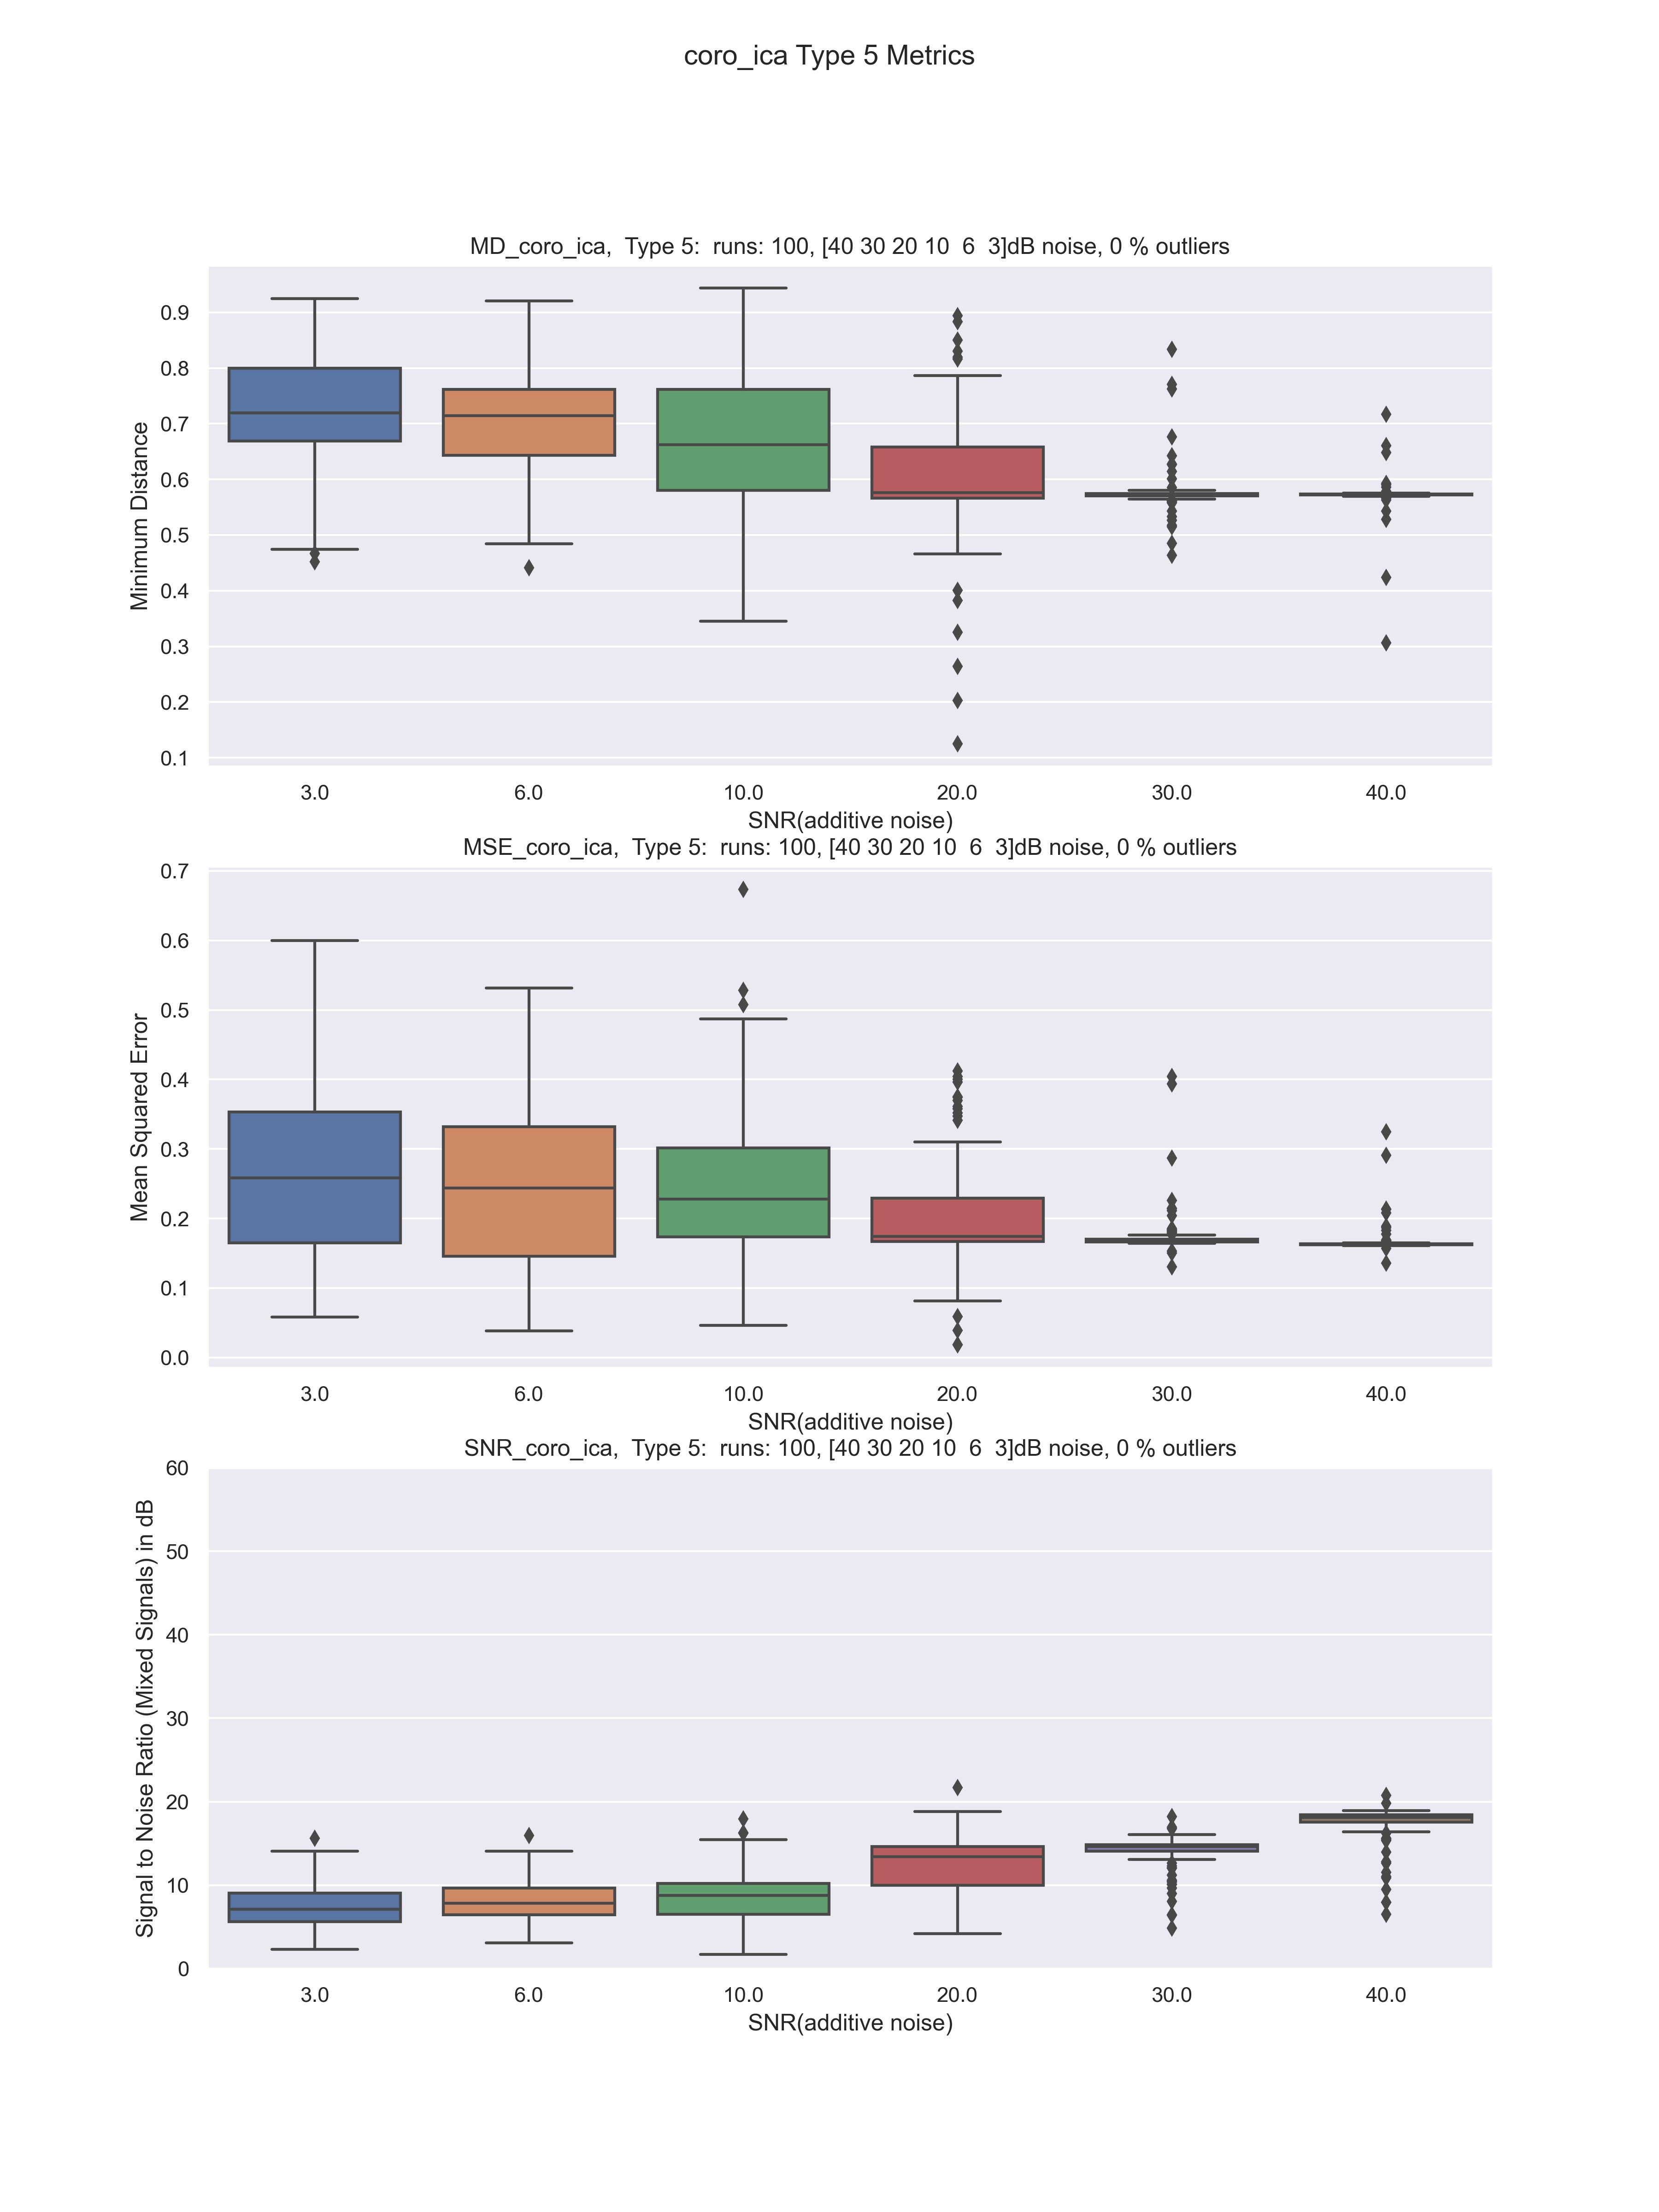 coro_ica Type 5 Metrics
MD_coro_ica,  Type 5:  runs: 100, [40 30 20 10  6  3]dB noise, 0 % outliers
Minimum Distance
0.9
0.8
0.7
0.6
0.5
0.4
0.3
0.2
0.1
3.0 6.0 10.0 20.0 30.0 40.0
SNR(additive noise)
MSE_coro_ica,  Type 5:  runs: 100, [40 30 20 10  6  3]dB noise, 0 % outliers
Mean Squared Error
0.7
0.6
0.5
0.4
0.3
0.2
0.1
0.0
3.0 6.0 10.0 20.0 30.0 40.0
SNR(additive noise)
SNR_coro_ica,  Type 5:  runs: 100, [40 30 20 10  6  3]dB noise, 0 % outliers
Signal to Noise Ratio (Mixed Signals) in dB
60
50
40
30
20
10
0
3.0 6.0 10.0 20.0 30.0 40.0
SNR(additive noise)